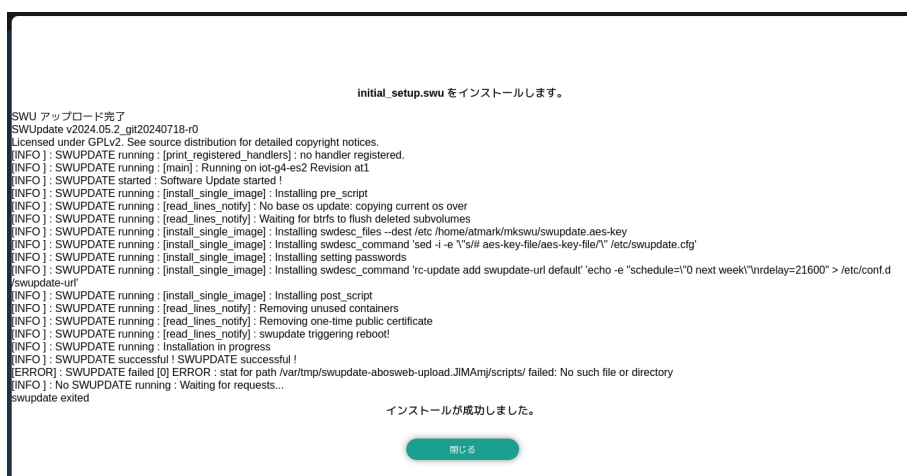 initial_setup.swu をインストールします。
SWU アップロード完了
SWUpdate v2024.05.2_git20240718-r0
Licensed under GPLv2. See source distribution for detailed copyright notices.
[INFO ] : SWUPDATE running : [print_registered_handlers] : no handler registered.
[INFO ] : SWUPDATE running : [main] : Running on iot-g4-es2 Revision at1
[INFO ] : SWUPDATE started : Software Update started !
[INFO ] : SWUPDATE running : [install_single_image] : Installing pre_script
[INFO ] : SWUPDATE running : [read_lines_notify] : No base os update: copying current os over
[INFO ] : SWUPDATE running : [read_lines_notify] : Waiting for btrfs to flush deleted subvolumes
[INFO ] : SWUPDATE running : [install_single_image] : Installing swdesc_files --dest /etc /home/atmark/mkswu/swupdate.aes-key
[INFO ] : SWUPDATE running : [install_single_image] : Installing swdesc_command 'sed -i -e '\"s/# aes-key-file/aes-key-file/'\" /etc/swupdate.cfg'
[INFO ] : SWUPDATE running : [install_single_image] : Installing setting passwords
[INFO ] : SWUPDATE running : [install_single_image] : Installing swdesc_command 'rc-update add swupdate-url default' 'echo -e "schedule=\"0 next week\"\nrdelay=21600" > /etc/conf.d
/swupdate-url'
[INFO ] : SWUPDATE running : [install_single_image] : Installing post_script
[INFO ] : SWUPDATE running : [read_lines_notify] : Removing unused containers
[INFO ] : SWUPDATE running : [read_lines_notify] : Removing one-time public certificate
[INFO ] : SWUPDATE running : [read_lines_notify] : swupdate triggering reboot!
[INFO ] : SWUPDATE running : Installation in progress
[INFO ] : SWUPDATE successful ! SWUPDATE successful !
[ERROR] : SWUPDATE failed [0] ERROR : stat for path /var/tmp/swupdate-abosweb-upload.JlMAmj/scripts/ failed: No such file or directory
[INFO ] : No SWUPDATE running : Waiting for requests...
swupdate exited
インストールが成功しました。
閉じる